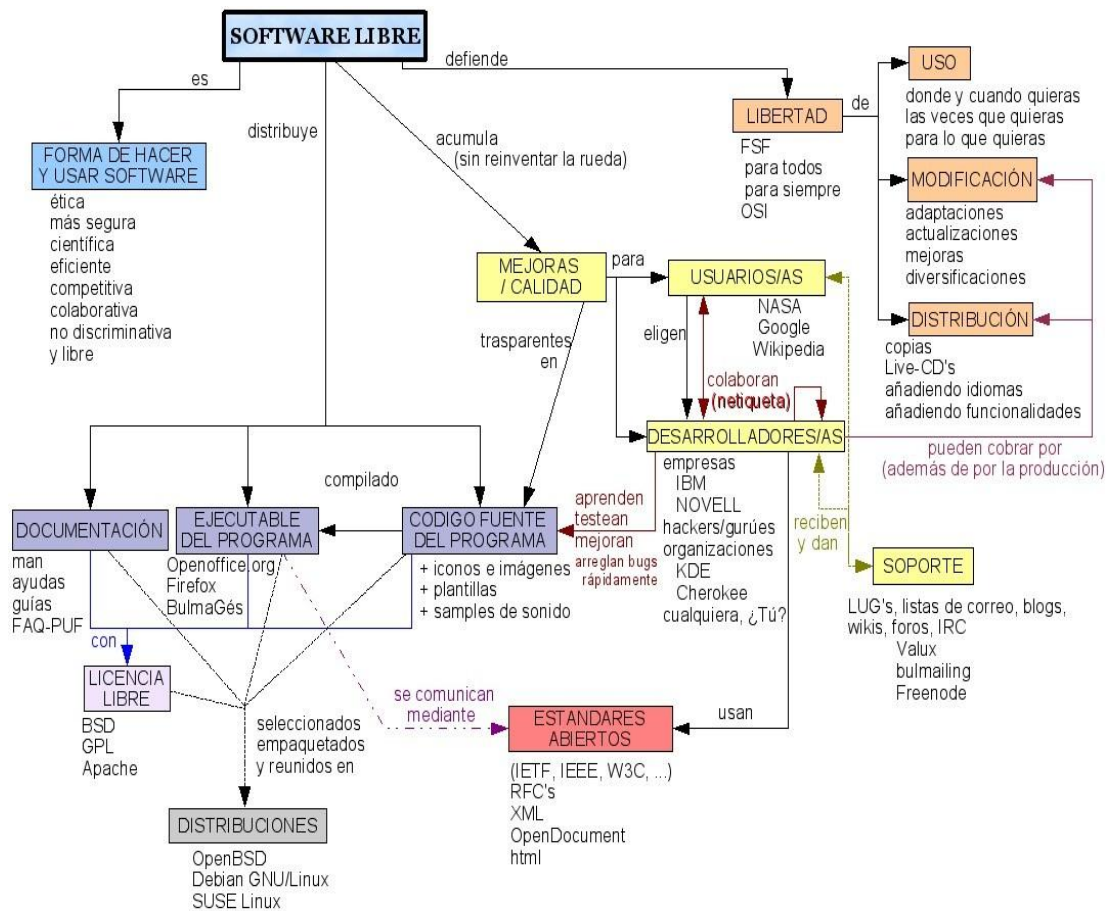 SOFTWARE LIBRE
defiende
es
distribuye
acumula
(sin reinventar la rueda)
FORMA DE HACER
Y USAR SOFTWARE
ética
más segura
científica
eficiente
competitiva
colaborativa
no discriminativa
y libre
LIBERTAD
FSF
para todos
para siempre
OSI
de
USO
donde y cuando quieras
las veces que quieras
para lo que quieras
MODIFICACIÓN
adaptaciones
actualizaciones
mejoras
diversificaciones
DISTRIBUCIÓN
copias
Live-CD's
añadiendo idiomas
añadiendo funcionalidades
MEJORAS
/ CALIDAD
para
trasparentes
en
USUARIOS/AS
NASA
Google
Wikipedia
eligen
colaboran
(netiqueta)
DESARROLLADORES/AS
empresas
IBM
NOVELL
hackers/gurúes
organizaciones
KDE
Cherokee
cualquiera, ¿Tú?
pueden cobrar por
(además de por la producción)
reciben
y dan
SOPORTE
LUG's, listas de correo, blogs,
wikis, foros, IRC
Valux
bulmailing
Freenode
aprenden
testean
mejoran
arreglan bugs
rápidamente
compilado
DOCUMENTACIÓN
man
ayudas
guías
FAQ-PUF
EJECUTABLE
DEL PROGRAMA
Openoffice.org
Firefox
BulmaGés
CODIGO FUENTE
DEL PROGRAMA
+ iconos e imágenes
+ plantillas
+ samples de sonido
con
LICENCIA
LIBRE
BSD
GPL
Apache
seleccionados
empaquetados
y reunidos en
se comunican
mediante
usan
ESTANDARES
ABIERTOS
(IETF, IEEE, W3C, ...)
RFC's
XML
OpenDocument
html
DISTRIBUCIONES
OpenBSD
Debian GNU/Linux
SUSE Linux